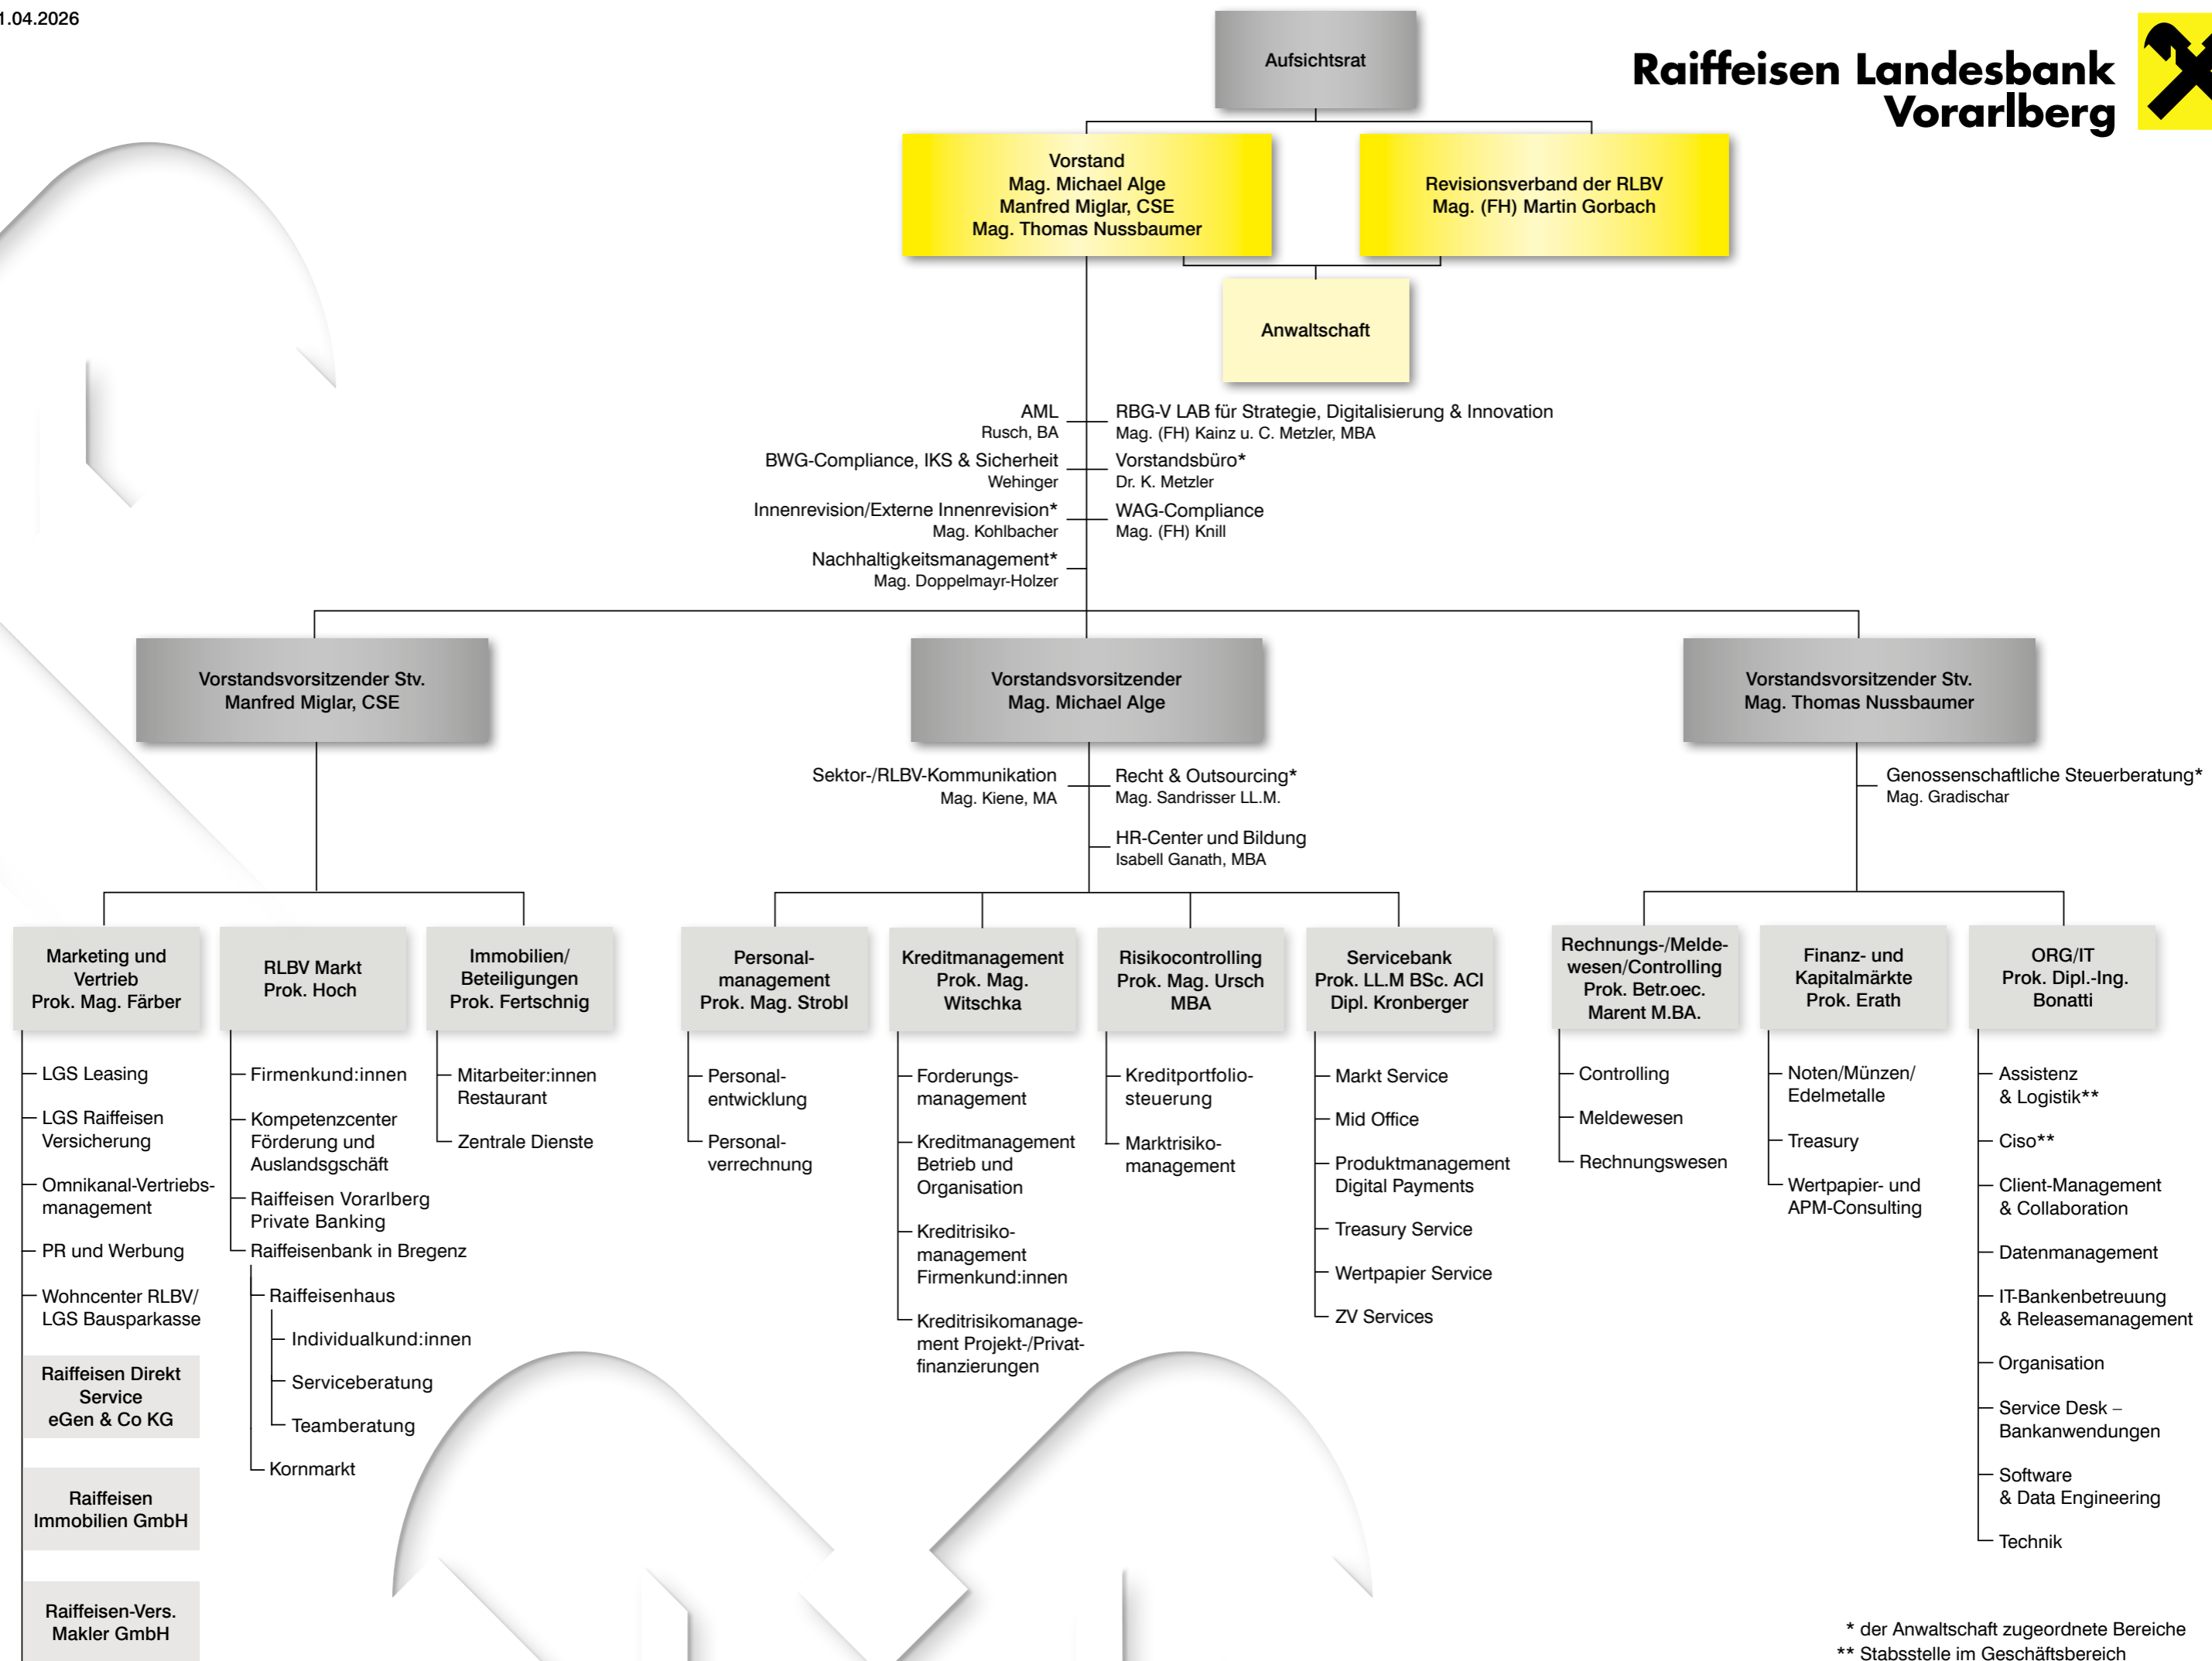 1.04.2026
Raiffeisen Landesbank
Vorarlberg
Aufsichtsrat
Vorstand
Mag. Michael Alge
Manfred Miglar, CSE
Mag. Thomas Nussbaumer
Revisionsverband der RLBV
Mag. (FH) Martin Gorbach
Anwaltschaft
AML
Rusch, BA
RBG-V LAB für Strategie, Digitalisierung & Innovation
Mag. (FH) Kainz u. C. Metzler, MBA
BWG-Compliance, IKS & Sicherheit
Wehinger
Vorstandsbüro*
Dr. K. Metzler
Innenrevision/Externe Innenrevision*
Mag. Kohlbacher
WAG-Compliance
Mag. (FH) Knill
Nachhaltigkeitsmanagement*
Mag. Doppelmayr-Holzer
Vorstandsvorsitzender Stv.
Manfred Miglar, CSE
Vorstandsvorsitzender
Mag. Michael Alge
Vorstandsvorsitzender Stv.
Mag. Thomas Nussbaumer
Sektor-/RLBV-Kommunikation
Mag. Kiene, MA
Recht & Outsourcing*
Mag. Sandrisser LL.M.
HR-Center und Bildung
Isabell Ganath, MBA
Genossenschaftliche Steuerberatung*
Mag. Gradischar
Marketing und
Vertrieb
Prok. Mag. Färber
LGS Leasing
LGS Raiffeisen
Versicherung
Omnikanal-Vertriebs-
management
PR und Werbung
Wohncenter RLBV/
LGS Bausparkasse
Raiffeisen Direkt
Service
eGen & Co KG
Raiffeisen
Immobilien GmbH
Raiffeisen-Vers.
Makler GmbH
RLBV Markt
Prok. Hoch
Firmenkund:innen
Kompetenzcenter
Förderung und
Auslandsgschäft
Raiffeisen Vorarlberg
Private Banking
Raiffeisenbank in Bregenz
Raiffeisenhaus
Individualkund:innen
Serviceberatung
Teamberatung
Kornmarkt
Immobilien/
Beteiligungen
Prok. Fertschnig
Mitarbeiter:innen
Restaurant
Zentrale Dienste
Personal-
management
Prok. Mag. Strobl
Personal-
entwicklung
Personal-
verrechnung
Kreditmanagement
Prok. Mag.
Witschka
Forderungs-
management
Kreditmanagement
Betrieb und
Organisation
Kreditrisiko-
management
Firmenkund:innen
Kreditrisikomanage-
ment Projekt-/Privat-
finanzierungen
Risikocontrolling
Prok. Mag. Ursch
MBA
Kreditportfolio-
steuerung
Marktrisiko-
management
Servicebank
Prok. LL.M BSc. ACI
Dipl. Kronberger
Markt Service
Mid Office
Produktmanagement
Digital Payments
Treasury Service
Wertpapier Service
ZV Services
Rechnungs-/Melde-
wesen/Controlling
Prok. Betr.oec.
Marent M.BA.
Controlling
Meldewesen
Rechnungswesen
Finanz- und
Kapitalmärkte
Prok. Erath
Noten/Münzen/
Edelmetalle
Treasury
Wertpapier- und
APM-Consulting
ORG/IT
Prok. Dipl.-Ing.
Bonatti
Assistenz
& Logistik**
Ciso**
Client-Management
& Collaboration
Datenmanagement
IT-Bankenbetreuung
& Releasemanagement
Organisation
Service Desk –
Bankanwendungen
Software
& Data Engineering
Technik
* der Anwaltschaft zugeordnete Bereiche
** Stabsstelle im Geschäftsbereich